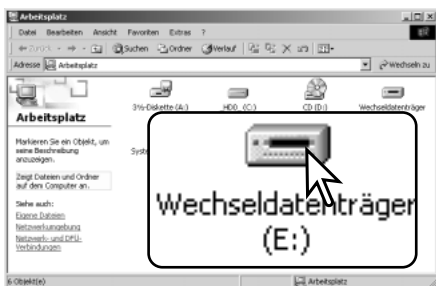 Arbeitsplatz
Datei Bearbeiten Ansicht Favoriten Extras ?
Zurück Suchen Ordner Verlauf
Adresse Arbeitsplatz Wechseln zu
3½-Diskette (A:) HDD_ (C:) CD (D:) Wechseldatenträger
Arbeitsplatz
Markieren Sie ein Objekt, um
seine Beschreibung
anzuzeigen.
Zeigt Dateien und Ordner
auf dem Computer an.
Siehe auch:
Eigene Dateien
Netzwerkumgebung
Netzwerk- und DFÜ-
Verbindungen
Wechseldatenträger
(E:)
6 Objekt(e) Arbeitsplatz